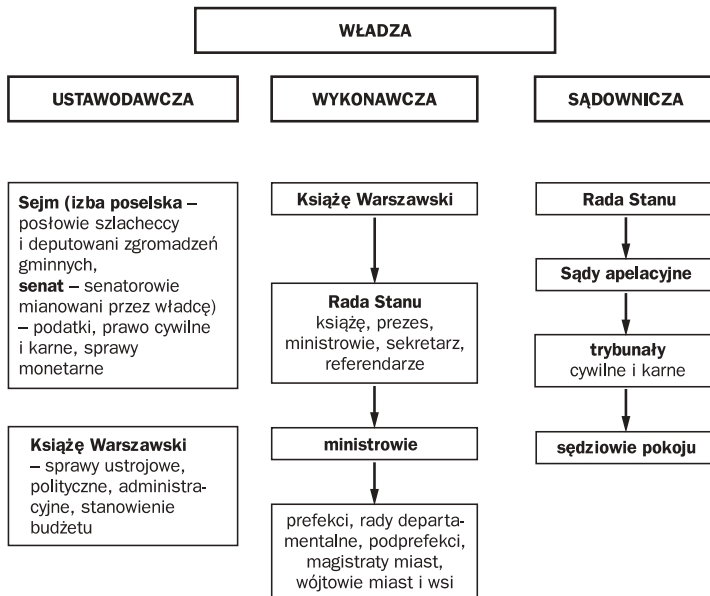 WŁADZA
USTAWODAWCZA
WYKONAWCZA
SĄDOWNICZA
Sejm (izba poselska –
posłowie szlacheccy
i deputowani zgromadzeń
gminnych,
senat – senatorowie
mianowani przez władcę)
– podatki, prawo cywilne
i karne, sprawy
monetarne
Książę Warszawski
– sprawy ustrojowe,
polityczne, administra-
cyjne, stanowienie
budżetu
Książę Warszawski
Rada Stanu
książę, prezes,
ministrowie, sekretarz,
referendarze
ministrowie
prefekci, rady departa-
mentalne, podprefekci,
magistraty miast,
wójtowie miast i wsi
Rada Stanu
Sądy apelacyjne
trybunały
cywilne i karne
sędziowie pokoju